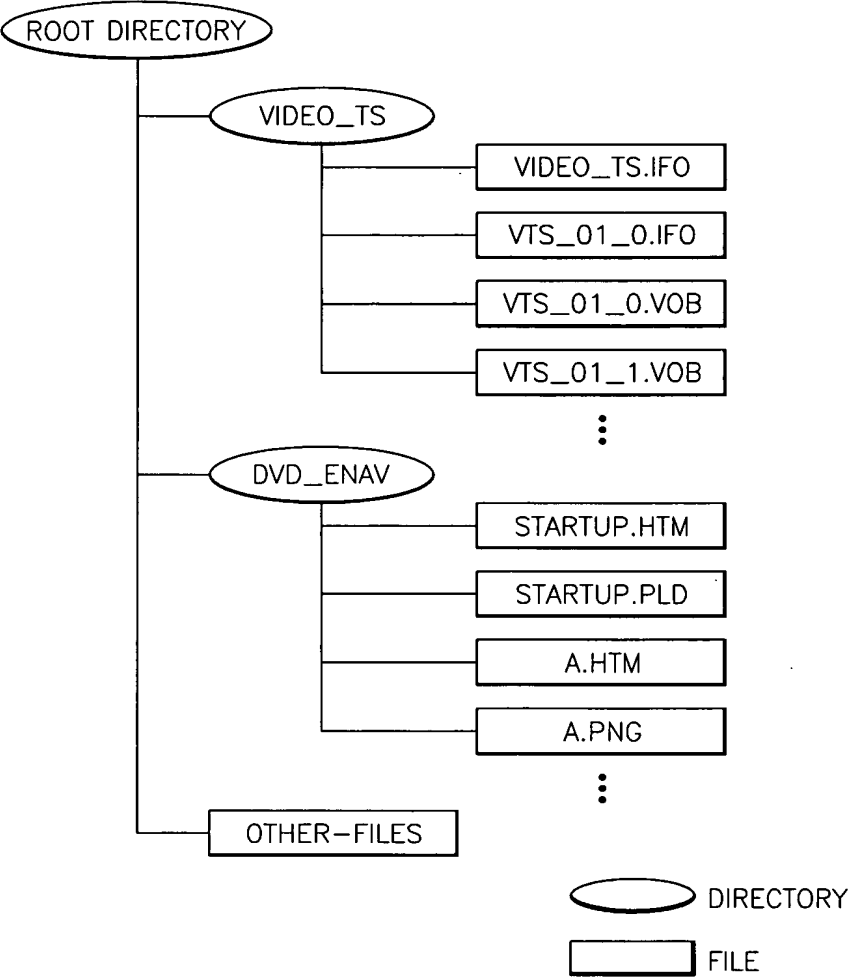 ROOT DIRECTORY
VIDEO_TS
VIDEO_TS.IFO
VTS_01_0.IFO
VTS_01_0.VOB
VTS_01_1.VOB
DVD_ENAV
STARTUP.HTM
STARTUP.PLD
A.HTM
A.PNG
OTHER-FILES
DIRECTORY
FILE